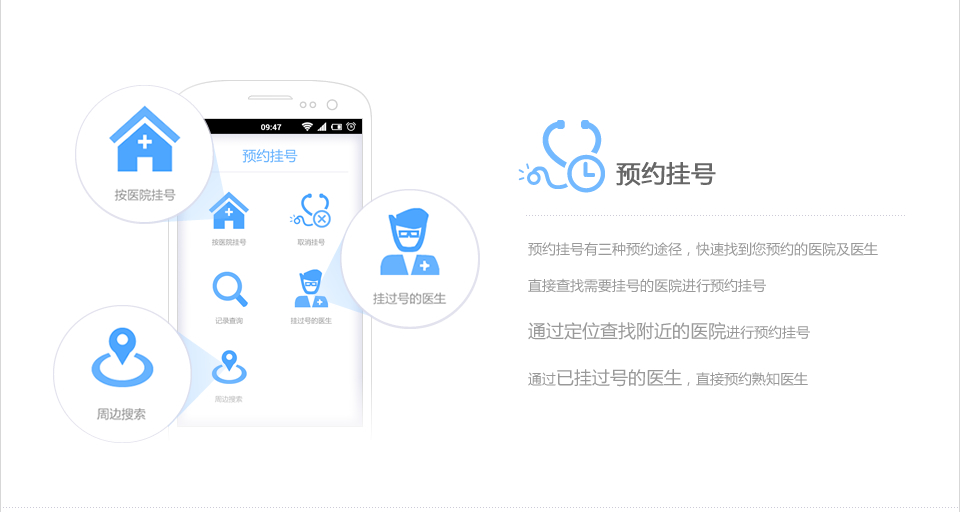 09:47
预约挂号
按医院挂号
按医院挂号
取消挂号
挂过号的医生
记录查询
挂过号的医生
周边搜索
周边搜索
预约挂号
预约挂号有三种预约途径，快速找到您预约的医院及医生
直接查找需要挂号的医院进行预约挂号
通过定位查找附近的医院进行预约挂号
通过已挂过号的医生，直接预约熟知医生